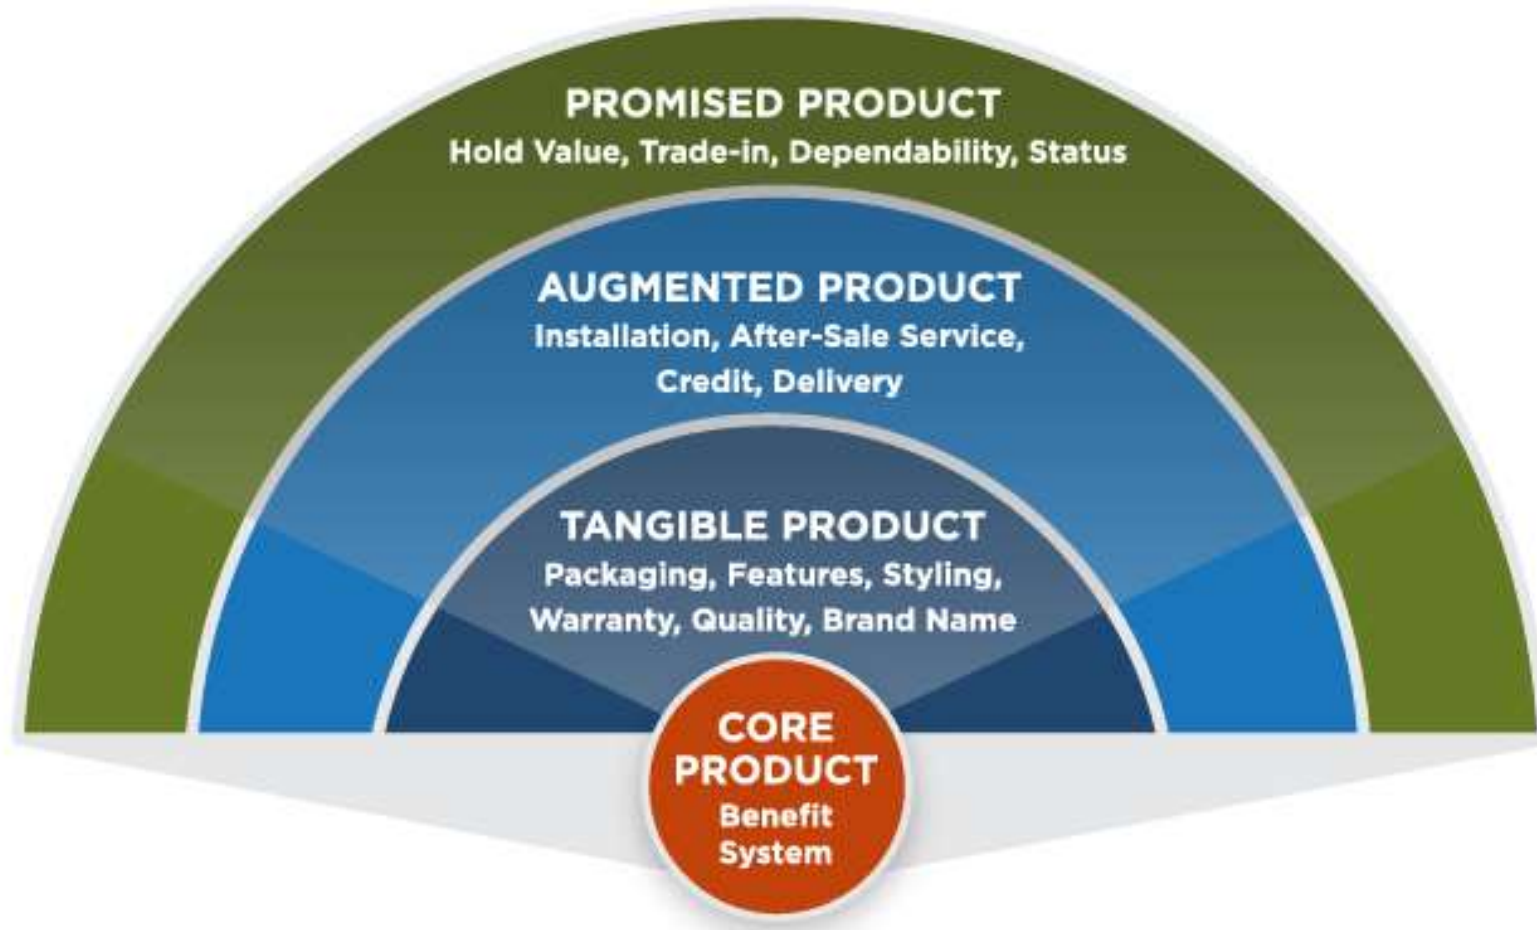 PROMISED PRODUCT
Hold Value, Trade-in, Dependability, Status
AUGMENTED PRODUCT
Installation, After-Sale Service,
Credit, Delivery
TANGIBLE PRODUCT
Packaging, Features, Styling,
Warranty, Quality, Brand Name
CORE
PRODUCT
Benefit
System